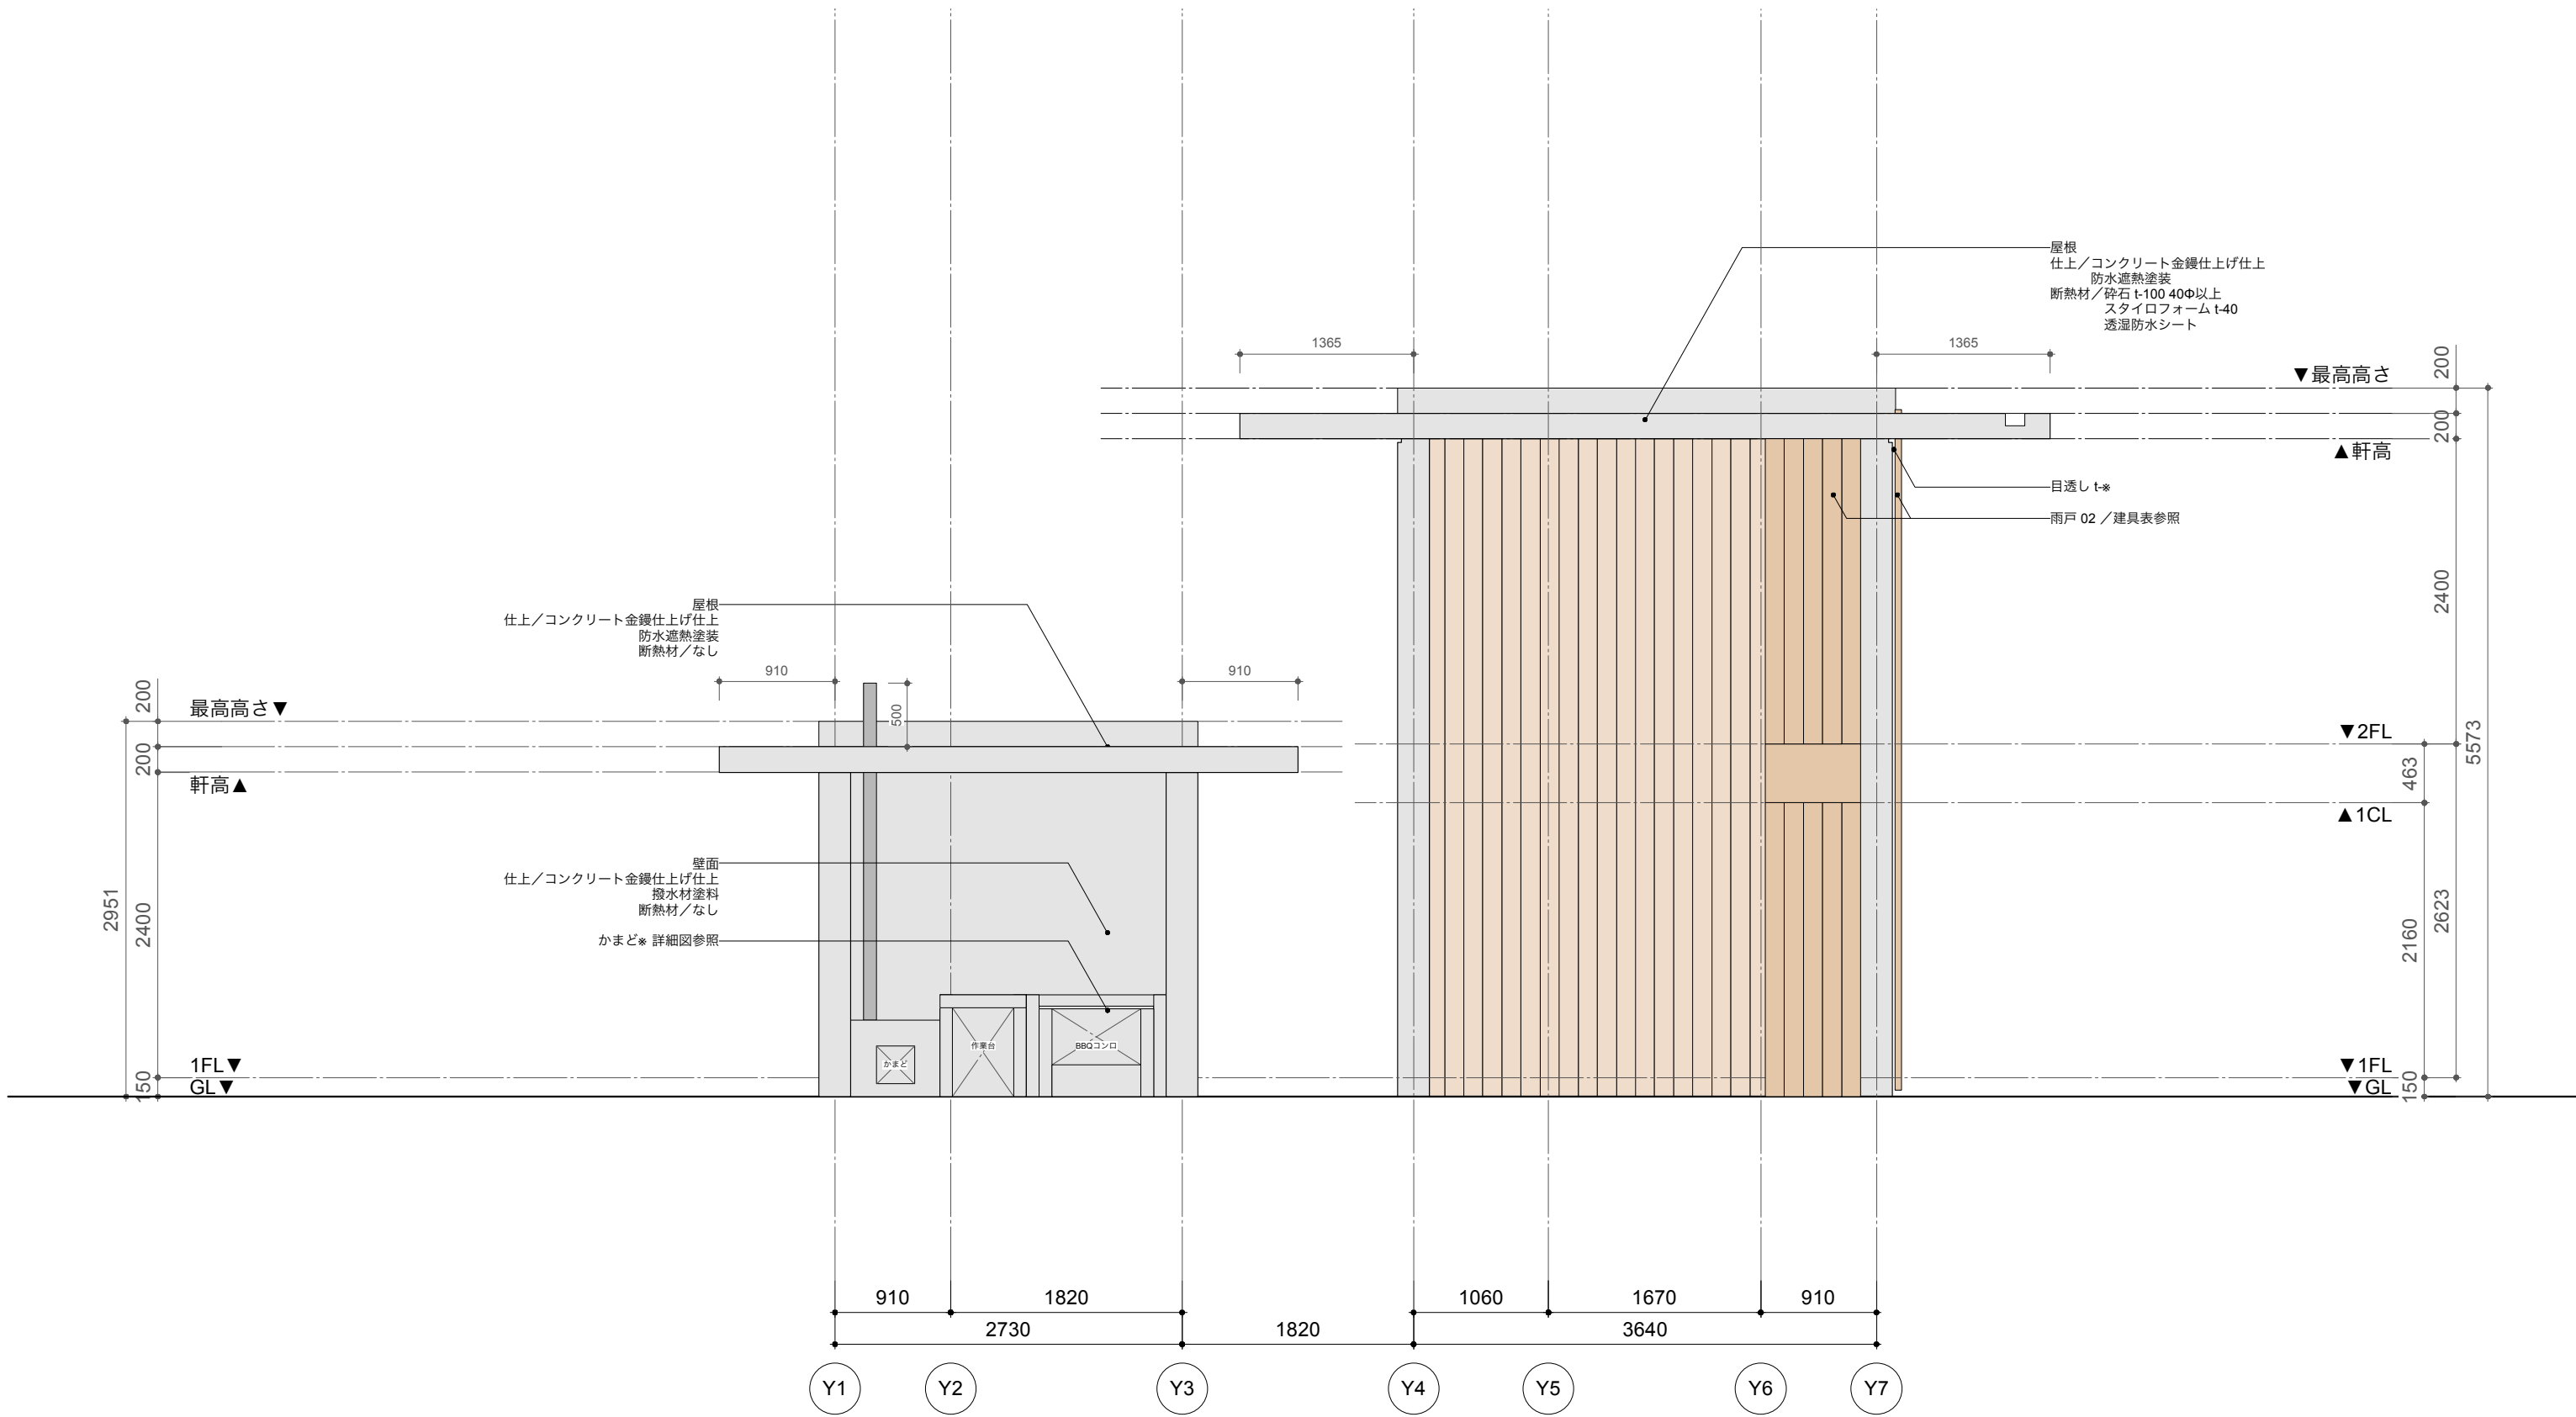 屋根
仕上／コンクリート金鏝仕上げ仕上
防水遮熱塗装
断熱材／砕石 t-100 40Φ以上
スタイロフォーム t-40
透湿防水シート
1365
1365
200
▼最高高さ
200
▲軒高
目透し t-※
雨戸 02 ／建具表参照
2400
屋根
仕上／コンクリート金鏝仕上げ仕上
防水遮熱塗装
断熱材／なし
910
910
200
最高高さ▼
500
200
軒高▲
▼2FL
5573
463
▲1CL
壁面
仕上／コンクリート金鏝仕上げ仕上
撥水材塗料
断熱材／なし
かまど※ 詳細図参照
2951
2400
2160
2623
作業台
BBQコンロ
かまど
1FL▼
GL▼
150
▼1FL
▼GL
150
910
1820
1060
1670
910
2730
1820
3640
Y1
Y2
Y3
Y4
Y5
Y6
Y7